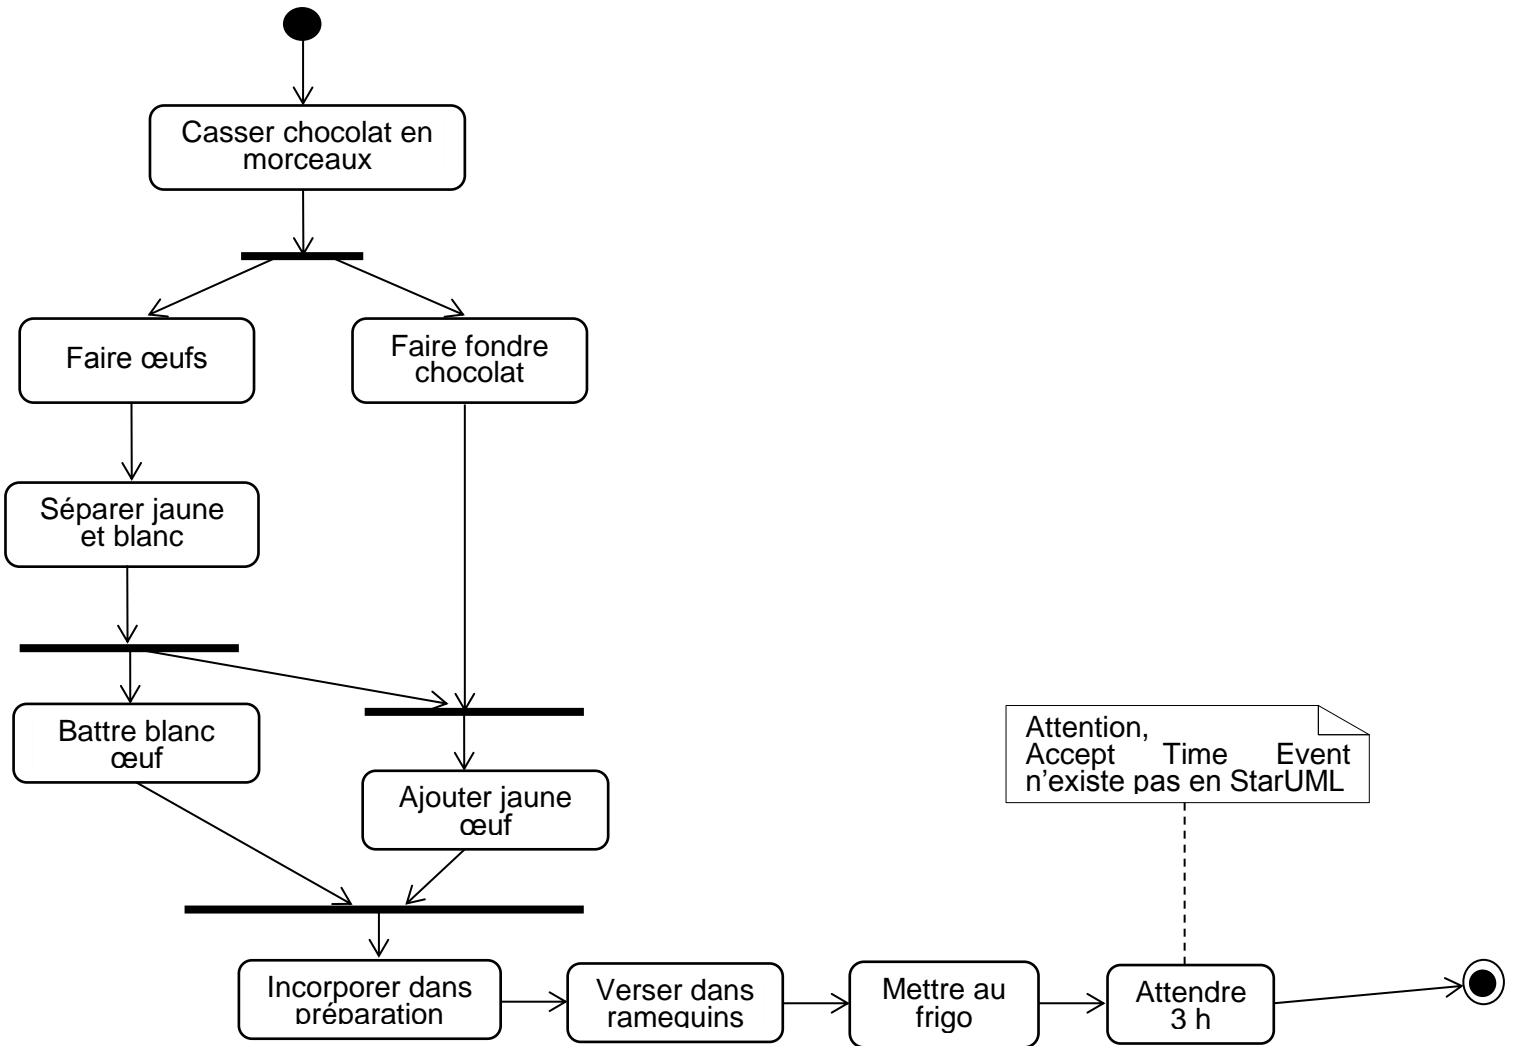 Casser chocolat en
morceaux
Faire œufs
Faire fondre
chocolat
Séparer jaune
et blanc
Battre blanc
œuf
Ajouter jaune
œuf
Attention,
Accept Time Event
n'existe pas en StarUML
Incorporer dans
préparation
Verser dans
ramequins
Mettre au
frigo
Attendre
3 h